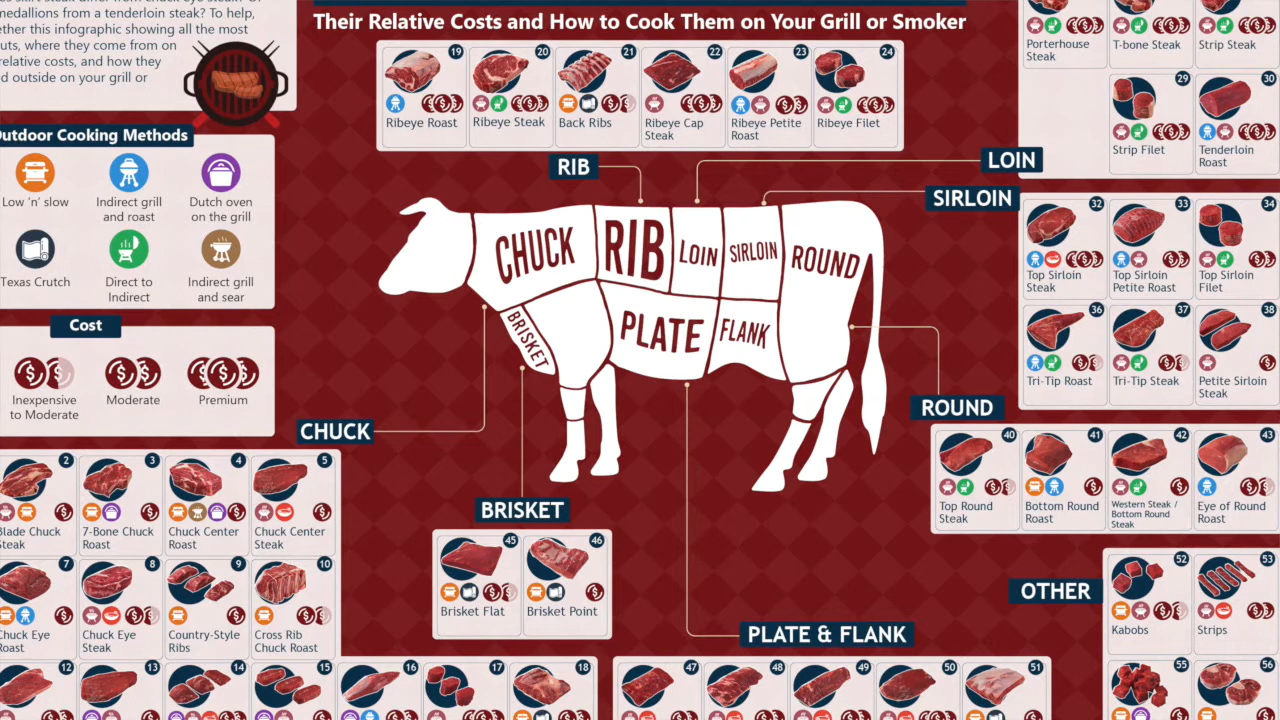 medallions from a tenderloin steak? To help,
ether this infographic showing all the most
uts, where they come from on
relative costs, and how they
d outside on your grill or
Their Relative Costs and How to Cook Them on Your Grill or Smoker
19
20
21
22
23
24
Ribeye Roast
Ribeye Steak
Back Ribs
Ribeye Cap
Steak
Ribeye Petite
Roast
Ribeye Filet
Porterhouse
Steak
T-bone Steak
Strip Steak
29
30
Strip Filet
Tenderloin
Roast
Outdoor Cooking Methods
Low 'n' slow
Indirect grill
and roast
Dutch oven
on the grill
Texas Crutch
Direct to
Indirect
Indirect grill
and sear
Cost
Inexpensive
to Moderate
Moderate
Premium
RIB
LOIN
SIRLOIN
CHUCK
RIB
LOIN
SIRLOIN
ROUND
BRISKET
PLATE
FLANK
32
33
34
Top Sirloin
Steak
Top Sirloin
Petite Roast
Top Sirloin
Filet
36
37
38
Tri-Tip Roast
Tri-Tip Steak
Petite Sirloin
Steak
ROUND
40
41
42
43
Top Round
Steak
Bottom Round
Roast
Western Steak /
Bottom Round
Steak
Eye of Round
Roast
CHUCK
2
3
4
5
Blade Chuck
Steak
7-Bone Chuck
Roast
Chuck Center
Roast
Chuck Center
Steak
7
8
9
10
Chuck Eye
Roast
Chuck Eye
Steak
Country-Style
Ribs
Cross Rib
Chuck Roast
12
13
14
15
16
17
18
BRISKET
45
46
Brisket Flat
Brisket Point
PLATE & FLANK
47
48
49
50
51
OTHER
52
53
Kabobs
Strips
55
56